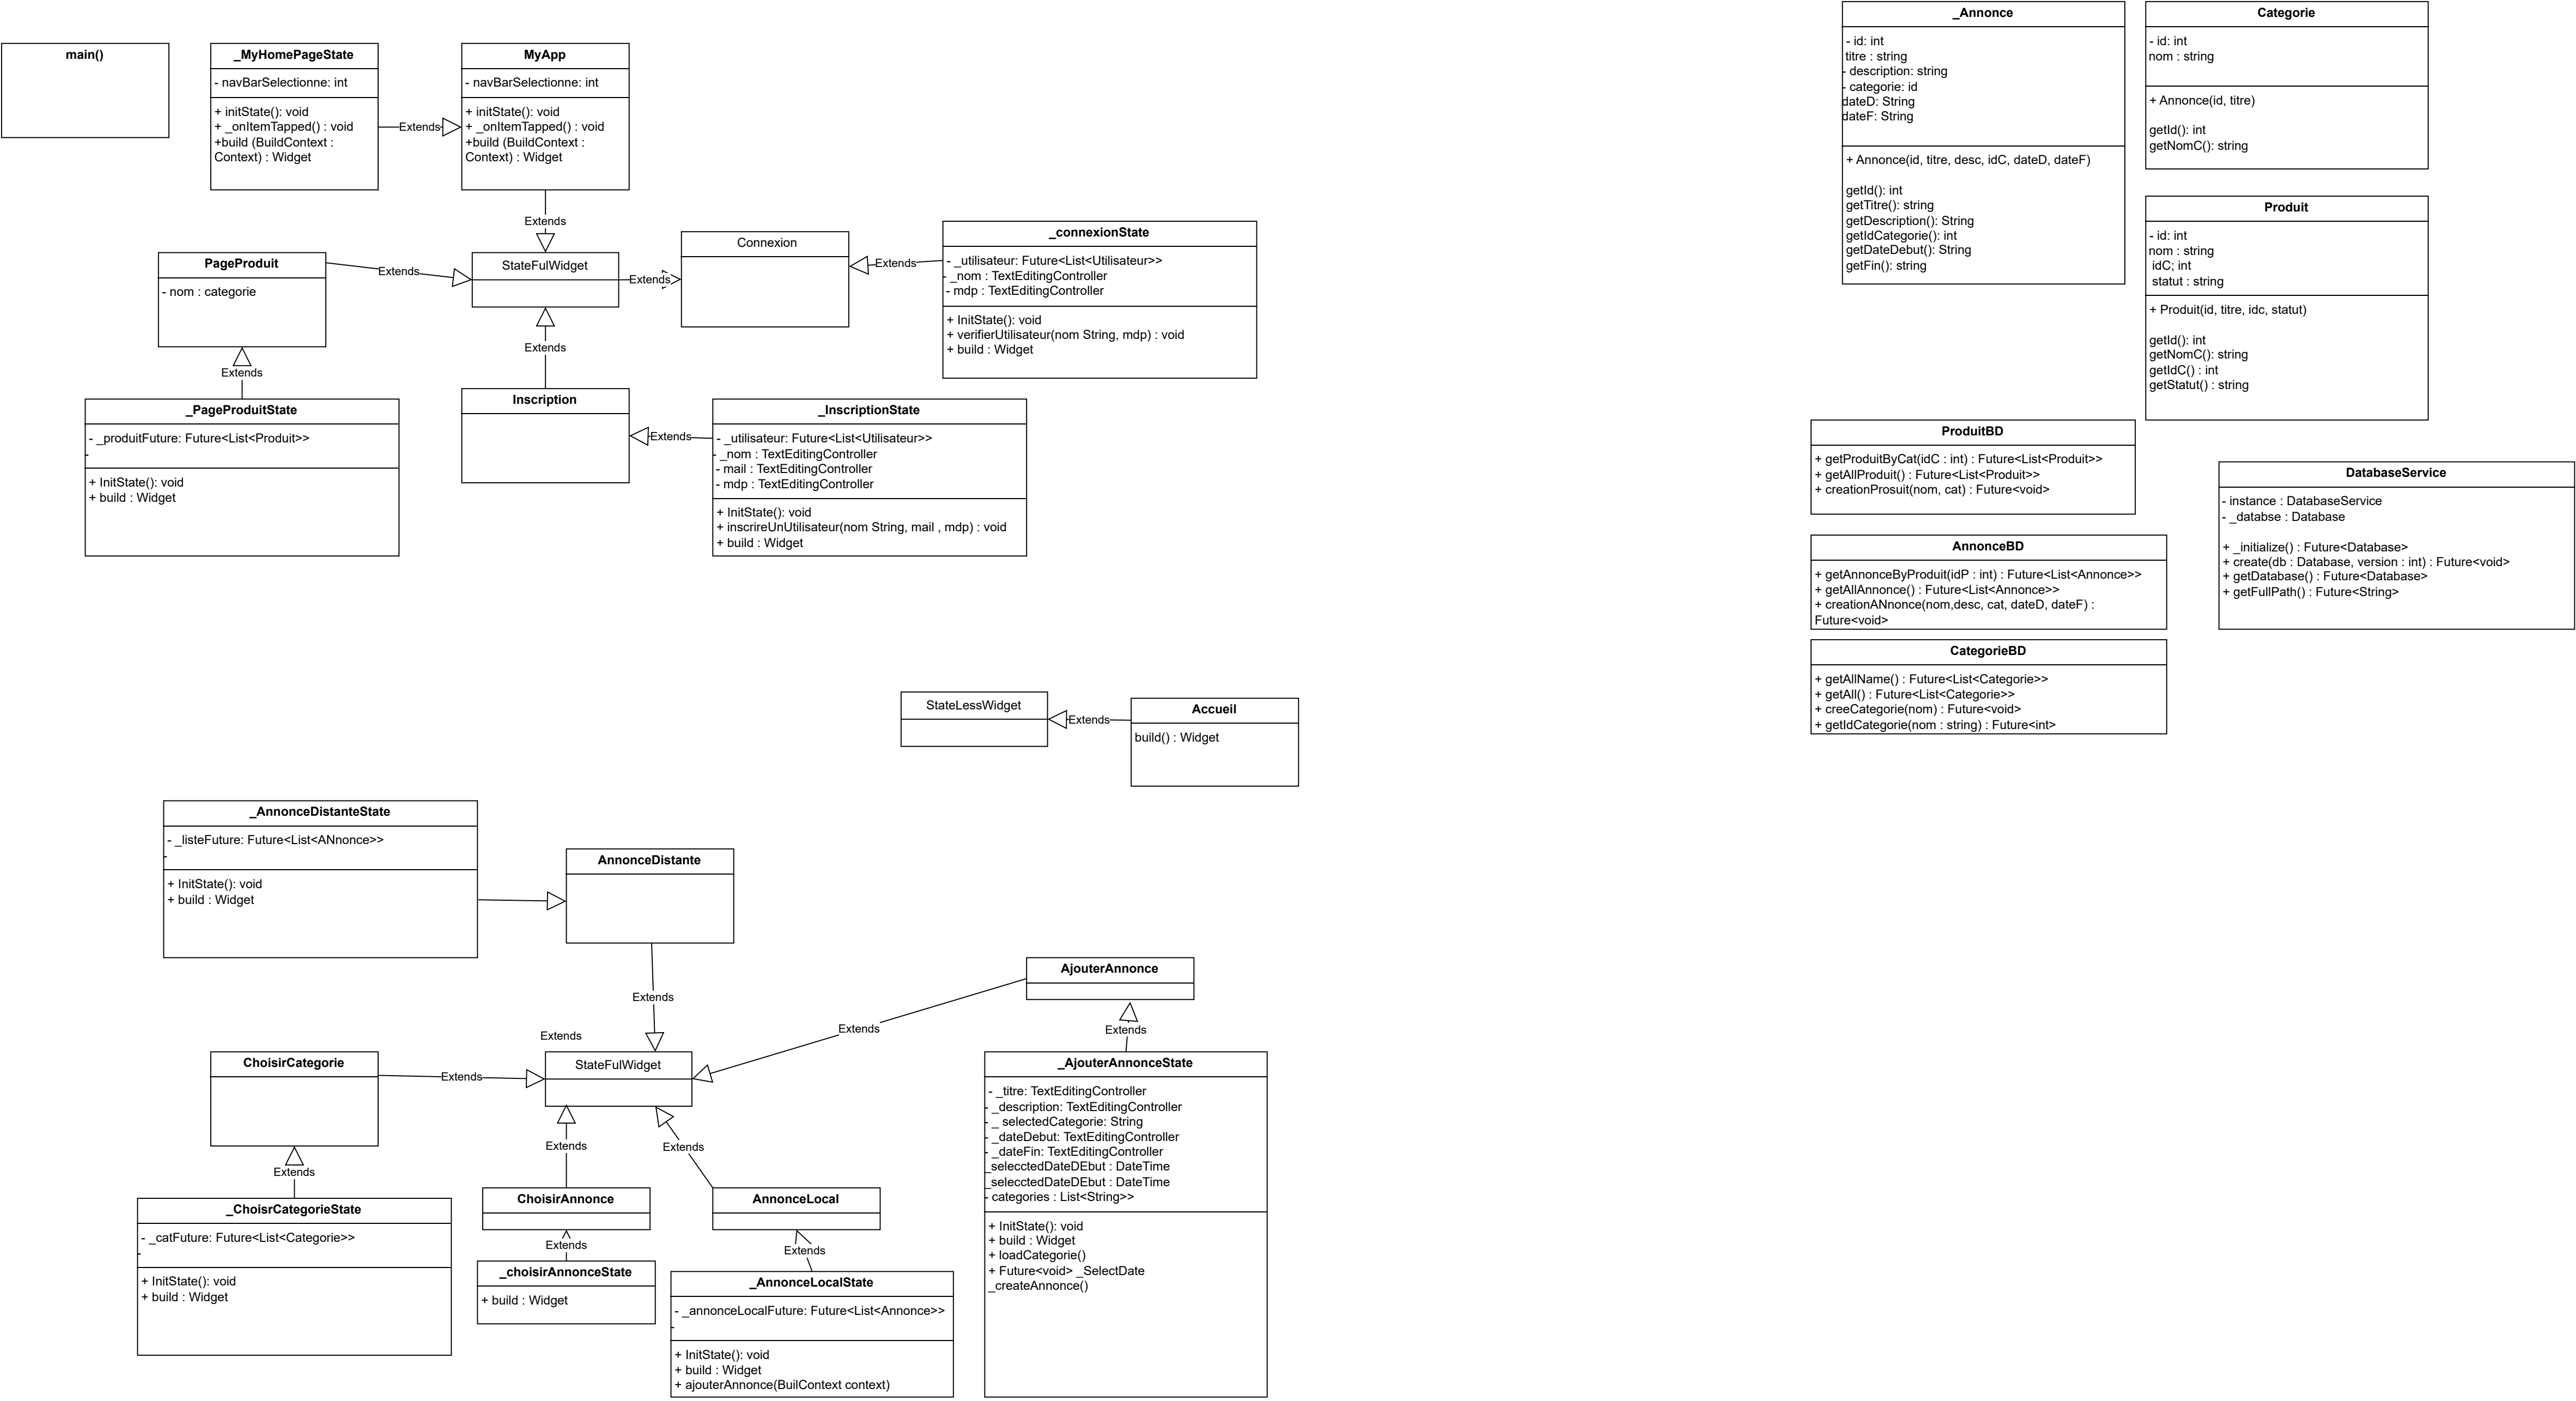 main()
_MyHomePageState
- navBarSelectionne: int
+ initState(): void
+ _onItemTapped() : void
+build (BuildContext :
Context) : Widget
Extends
MyApp
- navBarSelectionne: int
+ initState(): void
+ _onItemTapped() : void
+build (BuildContext :
Context) : Widget
Extends
PageProduit
- nom : categorie
Extends
StateFulWidget
Extends
Connexion
Extends
_connexionState
- _utilisateur: Future<List<Utilisateur>>
- _nom : TextEditingController
- mdp : TextEditingController
+ InitState(): void
+ verifierUtilisateur(nom String, mdp) : void
+ build : Widget
Extends
Extends
_PageProduitState
- _produitFuture: Future<List<Produit>>
-
+ InitState(): void
+ build : Widget
Inscription
Extends
_InscriptionState
- _utilisateur: Future<List<Utilisateur>>
- _nom : TextEditingController
- mail : TextEditingController
- mdp : TextEditingController
+ InitState(): void
+ inscrireUnUtilisateur(nom String, mail , mdp) : void
+ build : Widget
_Annonce
- id: int
titre : string
- description: string
- categorie: id
dateD: String
dateF: String
+ Annonce(id, titre, desc, idC, dateD, dateF)
getId(): int
getTitre(): string
getDescription(): String
getIdCategorie(): int
getDateDebut(): String
getFin(): string
Categorie
- id: int
nom : string
+ Annonce(id, titre)
getId(): int
getNomC(): string
Produit
- id: int
nom : string
idC; int
statut : string
+ Produit(id, titre, idc, statut)
getId(): int
getNomC(): string
getIdC() : int
getStatut() : string
ProduitBD
+ getProduitByCat(idC : int) : Future<List<Produit>>
+ getAllProduit() : Future<List<Produit>>
+ creationProsuit(nom, cat) : Future<void>
DatabaseService
- instance : DatabaseService
- _databse : Database
+ _initialize() : Future<Database>
+ create(db : Database, version : int) : Future<void>
+ getDatabase() : Future<Database>
+ getFullPath() : Future<String>
AnnonceBD
+ getAnnonceByProduit(idP : int) : Future<List<Annonce>>
+ getAllAnnonce() : Future<List<Annonce>>
+ creationANnonce(nom,desc, cat, dateD, dateF) :
Future<void>
CategorieBD
+ getAllName() : Future<List<Categorie>>
+ getAll() : Future<List<Categorie>>
+ creeCategorie(nom) : Future<void>
+ getIdCategorie(nom : string) : Future<int>
StateLessWidget
Extends
Accueil
build() : Widget
_AnnonceDistanteState
- _listeFuture: Future<List<ANnonce>>
-
+ InitState(): void
+ build : Widget
AnnonceDistante
Extends
AjouterAnnonce
Extends
Extends
Extends
ChoisirCategorie
Extends
StateFulWidget
_AjouterAnnonceState
- _titre: TextEditingController
- _description: TextEditingController
- _ selectedCategorie: String
- _dateDebut: TextEditingController
- _dateFin: TextEditingController
_selecctedDateDEbut : DateTime
_selecctedDateDEbut : DateTime
- categories : List<String>>
+ InitState(): void
+ build : Widget
+ loadCategorie()
+ Future<void> _SelectDate
_createAnnonce()
Extends
Extends
Extends
_ChoisrCategorieState
- _catFuture: Future<List<Categorie>>
-
+ InitState(): void
+ build : Widget
ChoisirAnnonce
Extends
_choisirAnnonceState
+ build : Widget
AnnonceLocal
Extends
_AnnonceLocalState
- _annonceLocalFuture: Future<List<Annonce>>
-
+ InitState(): void
+ build : Widget
+ ajouterAnnonce(BuilContext context)